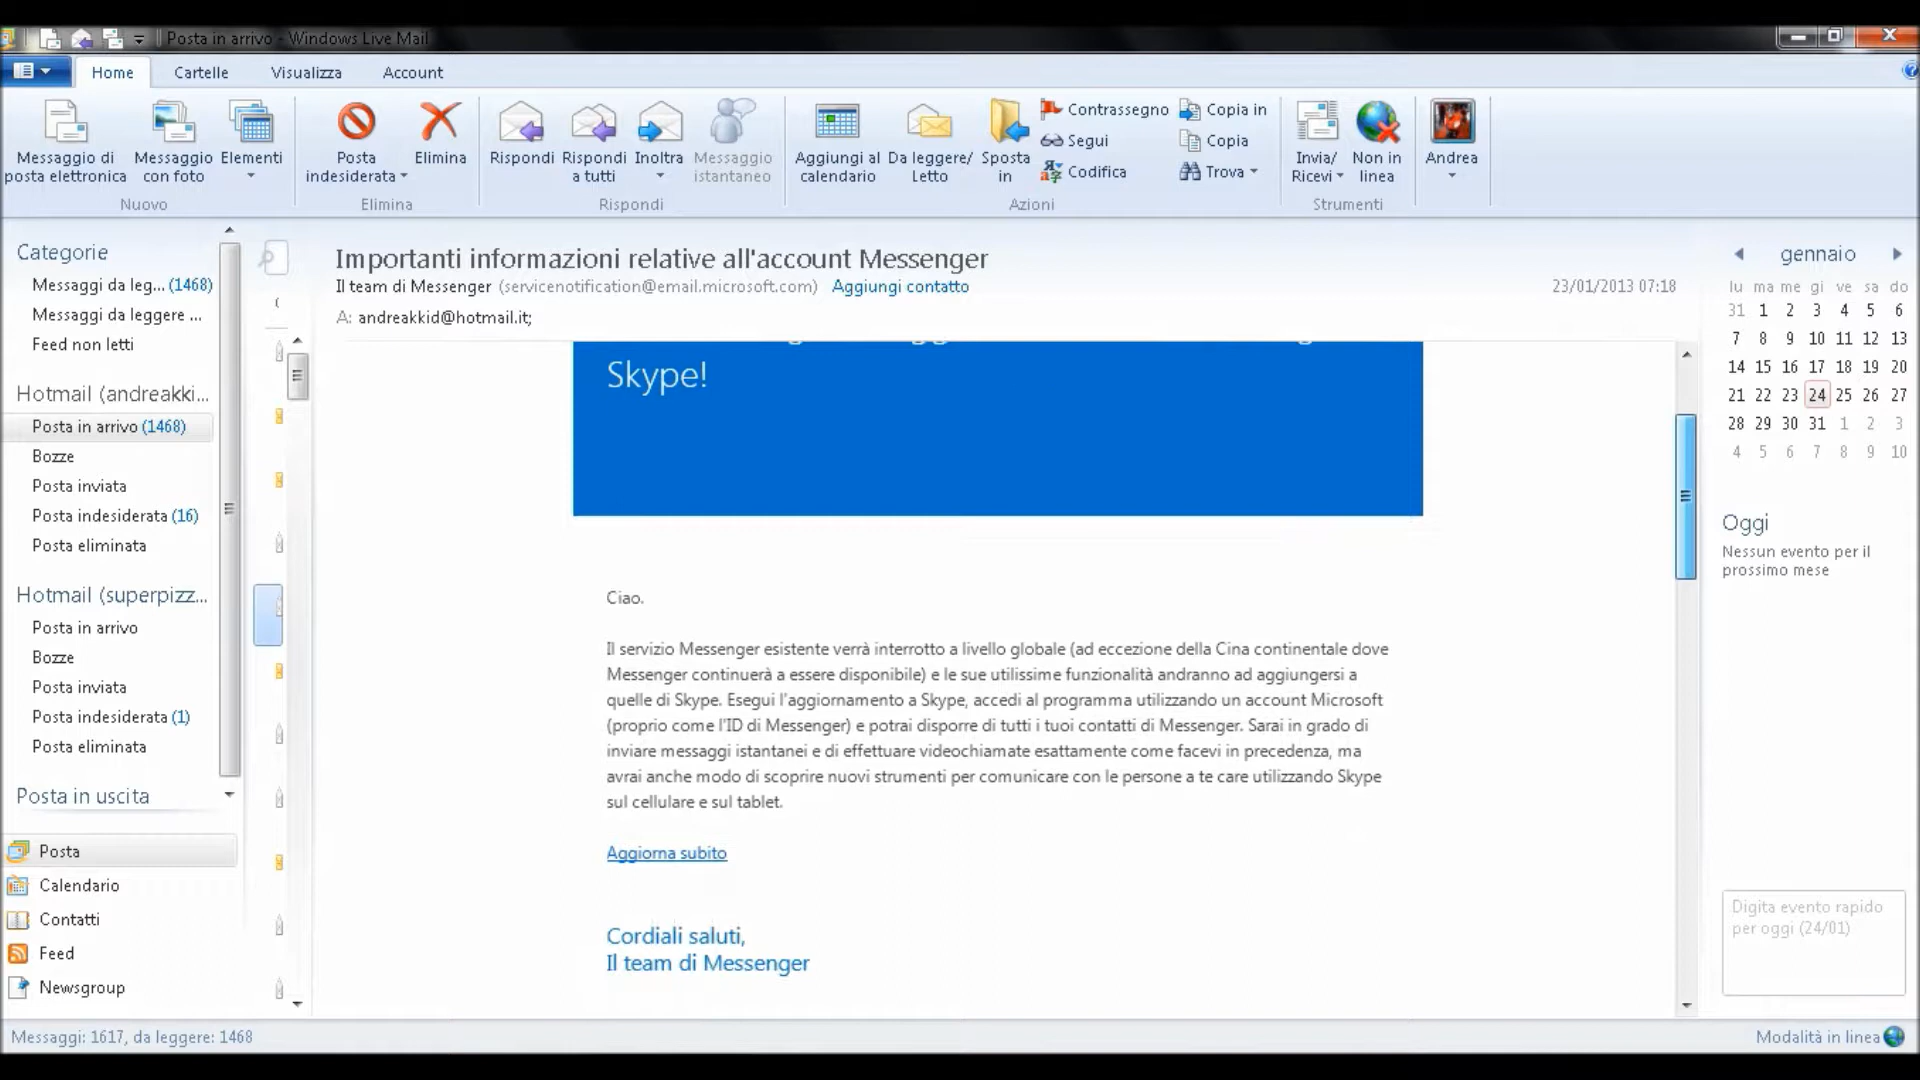 Posta in arrivo - Windows Live Mail
Home
Cartelle
Visualizza
Account
Messaggio di
posta elettronica
Messaggio
con foto
Elementi
Nuovo
Posta
indesiderata
Elimina
Elimina
Rispondi
Rispondi
a tutti
Inoltra
Messaggio
istantaneo
Rispondi
Aggiungi al
calendario
Da leggere/
Letto
Sposta
in
Contrassegno
Segui
Codifica
Copia in
Copia
Trova
Azioni
Invia/
Ricevi
Non in
linea
Strumenti
Andrea
Categorie
Messaggi da leg... (1468)
Messaggi da leggere ...
Feed non letti
Hotmail (andreakki...
Posta in arrivo (1468)
Bozze
Posta inviata
Posta indesiderata (16)
Posta eliminata
Hotmail (superpizz...
Posta in arrivo
Bozze
Posta inviata
Posta indesiderata (1)
Posta eliminata
Posta in uscita
Posta
Calendario
Contatti
Feed
Newsgroup
Importanti informazioni relative all'account Messenger
Il team di Messenger (servicenotification@email.microsoft.com) Aggiungi contatto
23/01/2013 07:18
A: andreakkid@hotmail.it;
Skype!
Ciao.
Il servizio Messenger esistente verrà interrotto a livello globale (ad eccezione della Cina continentale dove
Messenger continuerà a essere disponibile) e le sue utilissime funzionalità andranno ad aggiungersi a
quelle di Skype. Esegui l'aggiornamento a Skype, accedi al programma utilizzando un account Microsoft
(proprio come l'ID di Messenger) e potrai disporre di tutti i tuoi contatti di Messenger. Sarai in grado di
inviare messaggi istantanei e di effettuare videochiamate esattamente come facevi in precedenza, ma
avrai anche modo di scoprire nuovi strumenti per comunicare con le persone a te care utilizzando Skype
sul cellulare e sul tablet.
Aggiorna subito
Cordiali saluti,
Il team di Messenger
gennaio
lu ma me gi ve sa do
31 1 2 3 4 5 6
7 8 9 10 11 12 13
14 15 16 17 18 19 20
21 22 23 24 25 26 27
28 29 30 31 1 2 3
4 5 6 7 8 9 10
Oggi
Nessun evento per il
prossimo mese
Digita evento rapido
per oggi (24/01)
Messaggi: 1617, da leggere: 1468
Modalità in linea